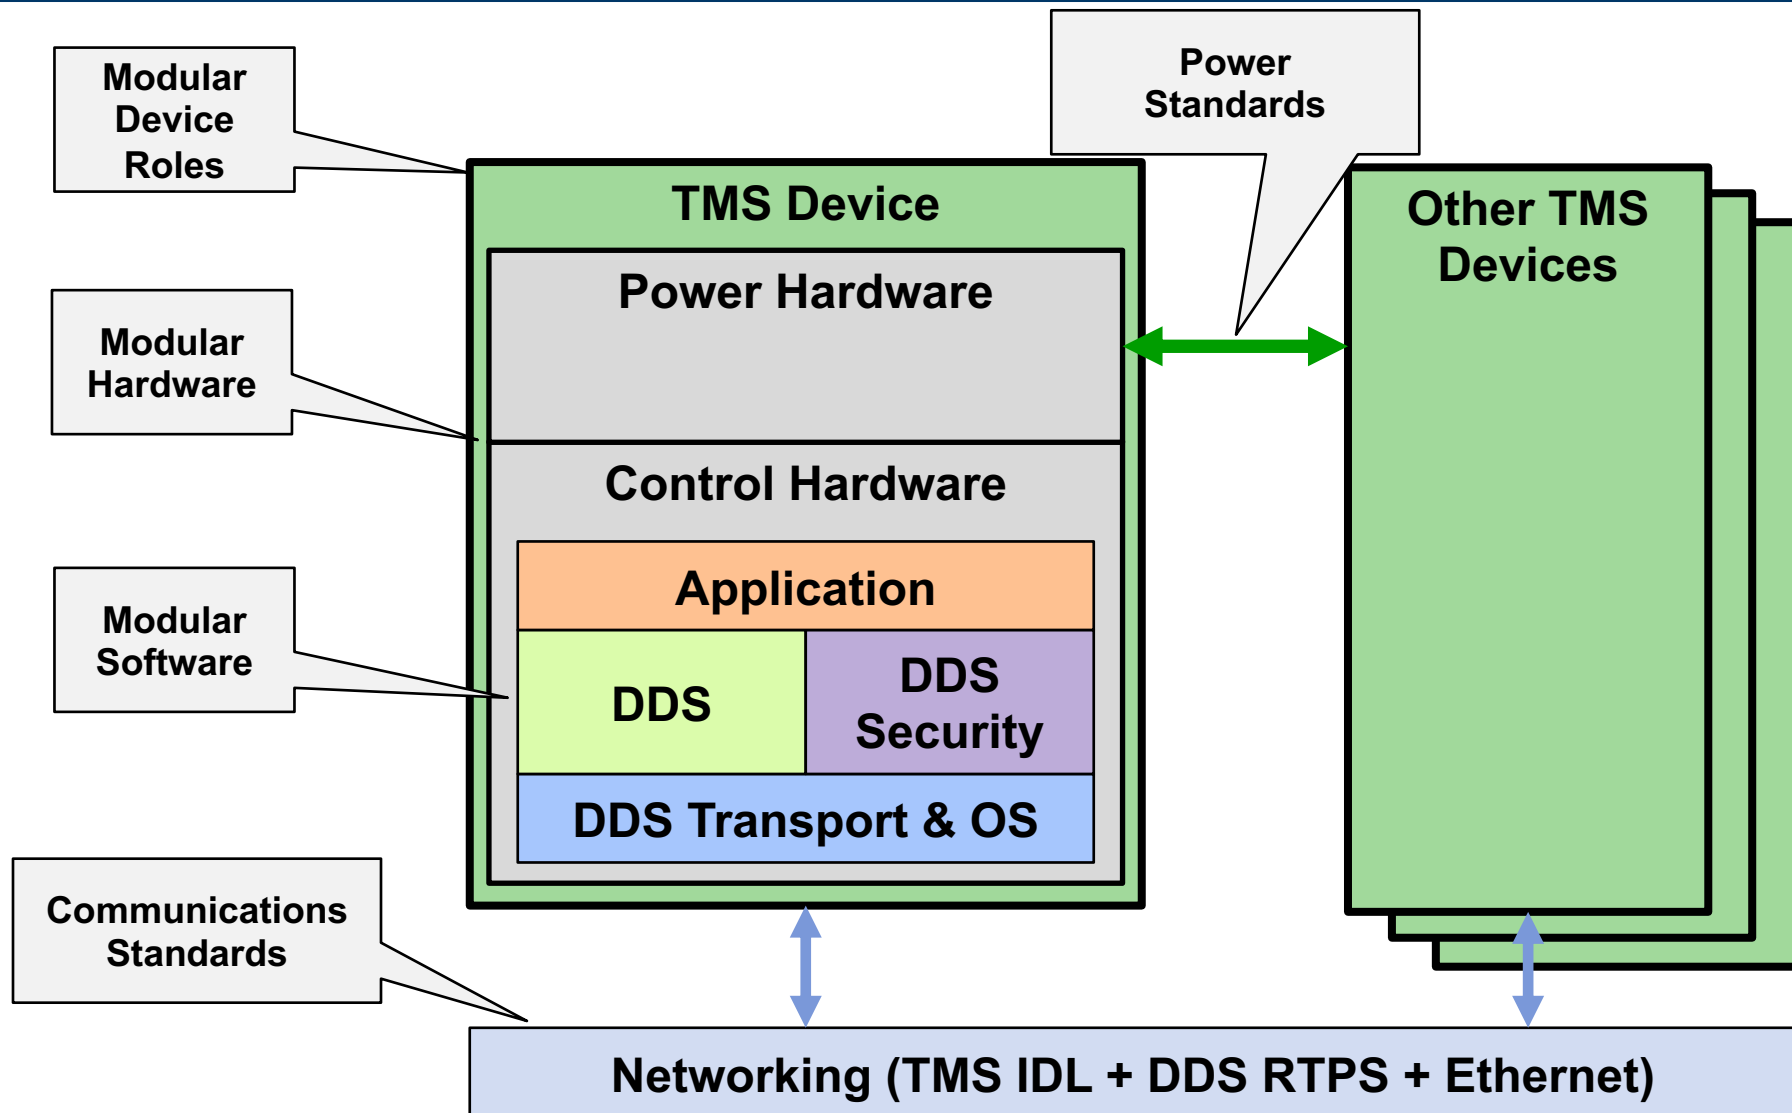 Modular
Device
Roles
Power
Standards
TMS Device
Other TMS
Devices
Power Hardware
Modular
Hardware
Control Hardware
Application
Modular
Software
DDS
DDS
Security
DDS Transport & OS
Communications
Standards
Networking (TMS IDL + DDS RTPS + Ethernet)